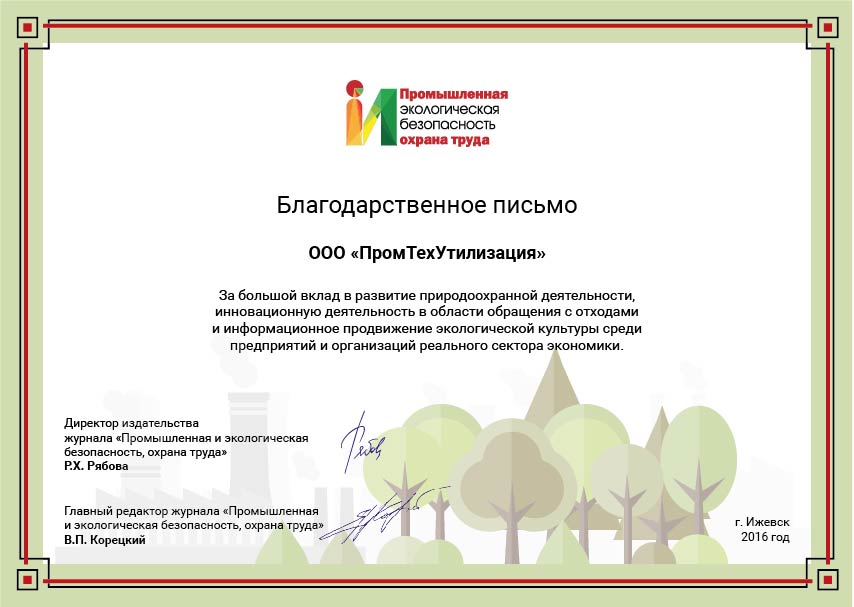 Промышленная
экологическая
безопасность
охрана труда
Благодарственное письмо
ООО «ПромТехУтилизация»
За большой вклад в развитие природоохранной деятельности,
инновационную деятельность в области обращения с отходами
и информационное продвижение экологической культуры среди
предприятий и организаций реального сектора экономики.
Директор издательства
журнала «Промышленная и экологическая
безопасность, охрана труда»
Р.Х. Рябова
Главный редактор журнала «Промышленная
и экологическая безопасность, охрана труда»
В.П. Корецкий
г. Ижевск
2016 год